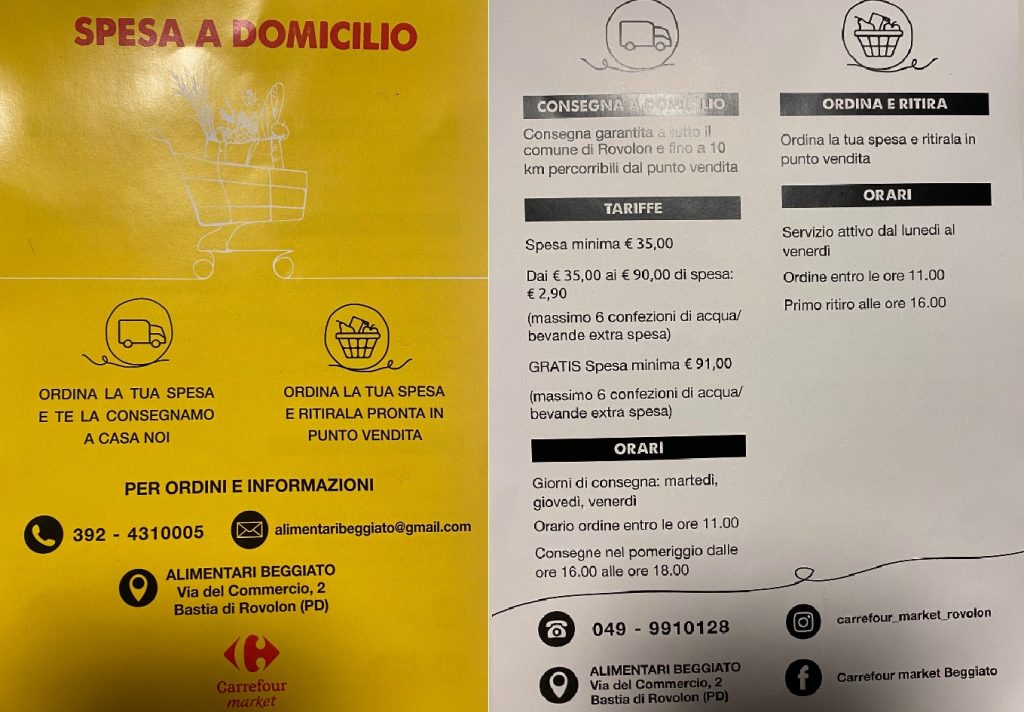 SPESA A DOMICILIO
ORDINA LA TUA SPESA
E TE LA CONSEGNAMO
A CASA NOI
ORDINA LA TUA SPESA
E RITIRALA PRONTA IN
PUNTO VENDITA
PER ORDINI E INFORMAZIONI
392 - 4310005
alimentaribeggiato@gmail.com
ALIMENTARI BEGGIATO
Via del Commercio, 2
Bastia di Rovolon (PD)
Carrefour
market
CONSEGNA A DOMICILIO
Consegna garantita a tutto il
comune di Rovolon e fino a 10
km percorribili dal punto vendita
TARIFFE
Spesa minima € 35,00
Dai € 35,00 ai € 90,00 di spesa:
€ 2,90
(massimo 6 confezioni di acqua/
bevande extra spesa)
GRATIS Spesa minima € 91,00
(massimo 6 confezioni di acqua/
bevande extra spesa)
ORARI
Giorni di consegna: martedì,
giovedì, venerdì
Orario ordine entro le ore 11.00
Consegne nel pomeriggio dalle
ore 16.00 alle ore 18.00
ORDINA E RITIRA
Ordina la tua spesa e ritirala in
punto vendita
ORARI
Servizio attivo dal lunedì al
venerdì
Ordine entro le ore 11.00
Primo ritiro alle ore 16.00
049 - 9910128
ALIMENTARI BEGGIATO
Via del Commercio, 2
Bastia di Rovolon (PD)
carrefour_market_rovolon
Carrefour market Beggiato